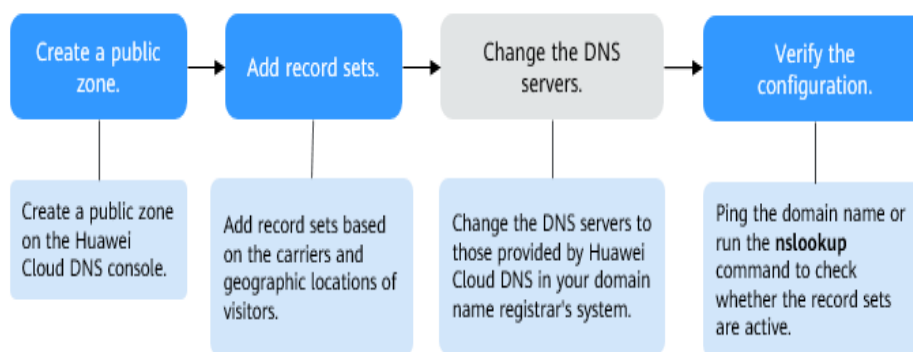 Create a public
zone.
Add record sets.
Change the DNS
servers.
Verify the
configuration.
Create a public zone
on the Huawei
Cloud DNS console.
Add record sets based
on the carriers and
geographic locations of
visitors.
Change the DNS servers to
those provided by Huawei
Cloud DNS in your domain
name registrar's system.
Ping the domain name or
run the nslookup
command to check
whether the record sets
are active.